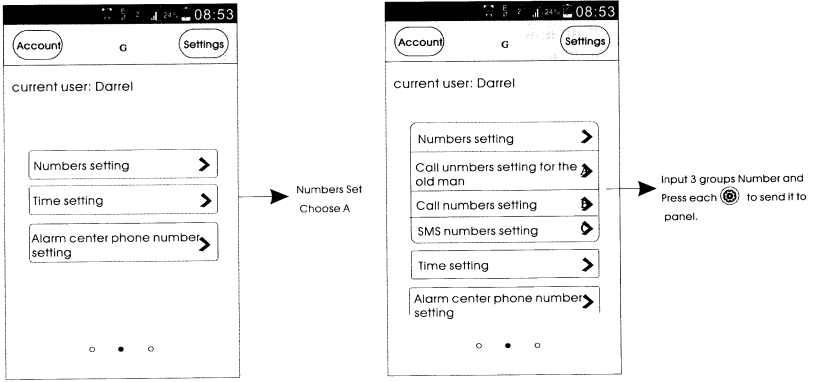 24% 08:53
Account
G
Settings
current user: Darrel
Numbers setting
Time setting
Alarm center phone number
setting
Numbers Set
Choose A
24% 08:53
Account
G
Settings
current user: Darrel
Numbers setting
Call unmbers setting for the A
old man
Call numbers setting B
SMS numbers setting C
Time setting
Alarm center phone number
setting
Input 3 groups Number and
Press each to send it to
panel.